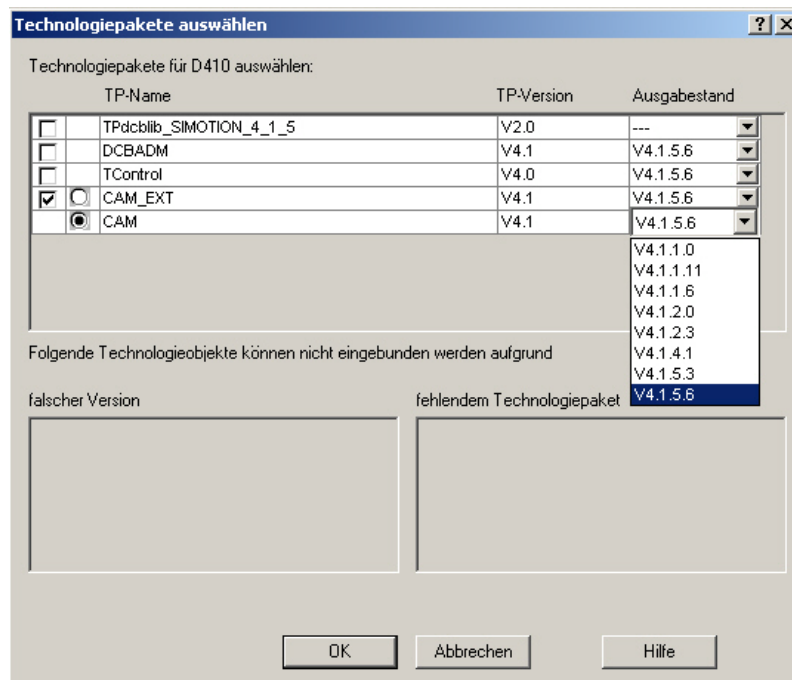 Technologiepakete auswählen
Technologiepakete für D410 auswählen:
TP-Name TP-Version Ausgabestand
TPdcblib_SIMOTION_4_1_5 V2.0 ---
DCBADM V4.1 V4.1.5.6
TControl V4.0 V4.1.5.6
CAM_EXT V4.1 V4.1.5.6
CAM V4.1 V4.1.5.6
V4.1.1.0
V4.1.1.11
V4.1.1.6
V4.1.2.0
V4.1.2.3
V4.1.4.1
V4.1.5.3
V4.1.5.6
Folgende Technologieobjekte können nicht eingebunden werden aufgrund
falscher Version fehlendem Technologiepaket
OK Abbrechen Hilfe